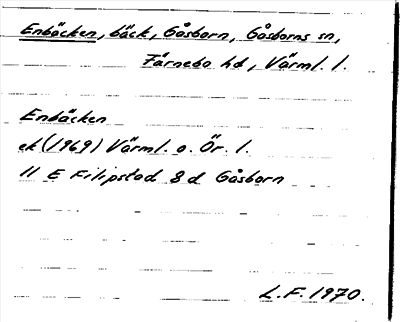 Enbäcken, bäck, Gåsborn, Gåsborns sn,
Färnebo hd, Värml. l.
Enbäcken
ek (1969) Värml. o. Ör. l.
11 E Filipstad 8 d Gåsborn
L.F. 1970.